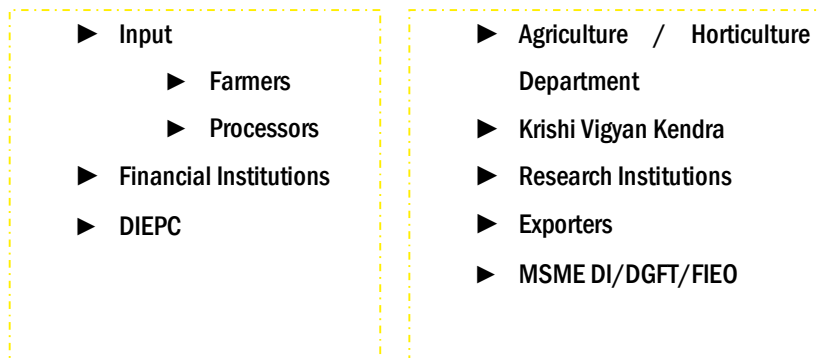 ► Input
► Farmers
► Processors
► Financial Institutions
► DIEPC
► Agriculture / Horticulture
Department
► Krishi Vigyan Kendra
► Research Institutions
► Exporters
► MSME DI/DGFT/FIEO